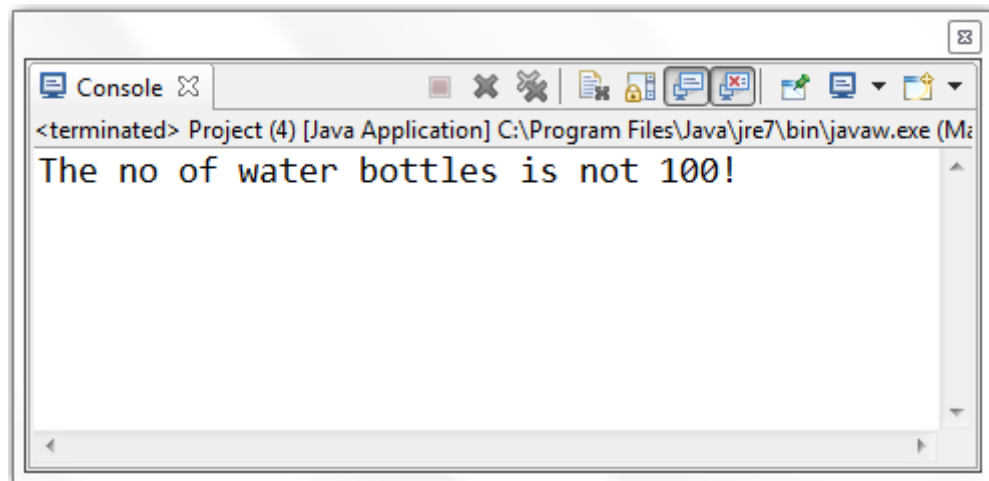 Console
<terminated> Project (4) [Java Application] C:\Program Files\Java\jre7\bin\javaw.exe (Ma
The no of water bottles is not 100!